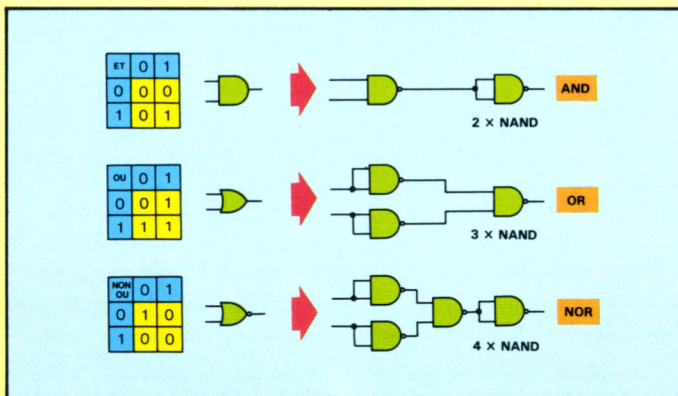 ET 0 1
0 0 0
1 0 1
AND
2 × NAND
OU 0 1
0 0 1
1 1 1
OR
3 × NAND
NON OU 0 1
0 1 0
1 0 0
NOR
4 × NAND